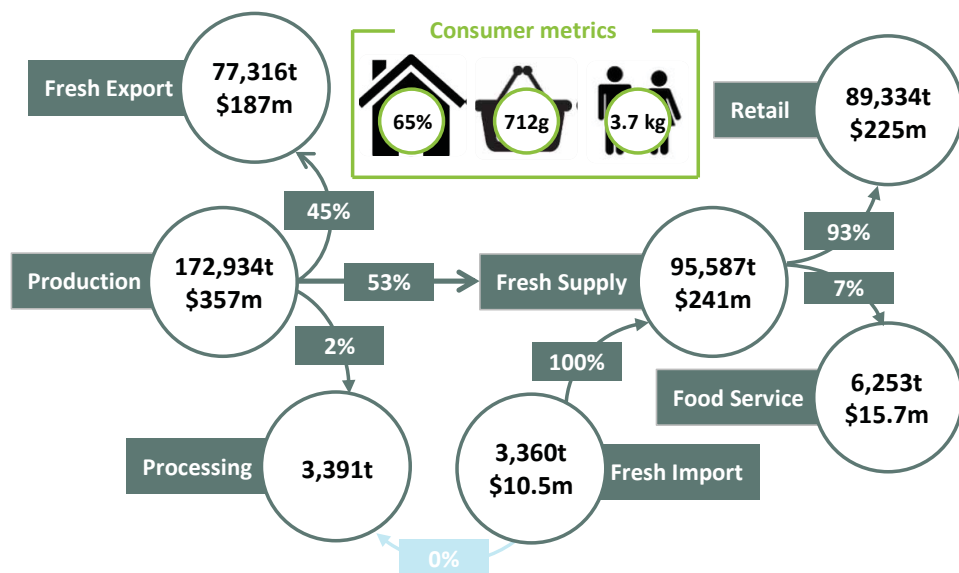 Consumer metrics
65%
712g
3.7 kg
Fresh Export
77,316t
$187m
Retail
89,334t
$225m
45%
93%
Production
172,934t
$357m
53%
Fresh Supply
95,587t
$241m
7%
2%
100%
Food Service
6,253t
$15.7m
Processing
3,391t
3,360t
$10.5m
Fresh Import
0%